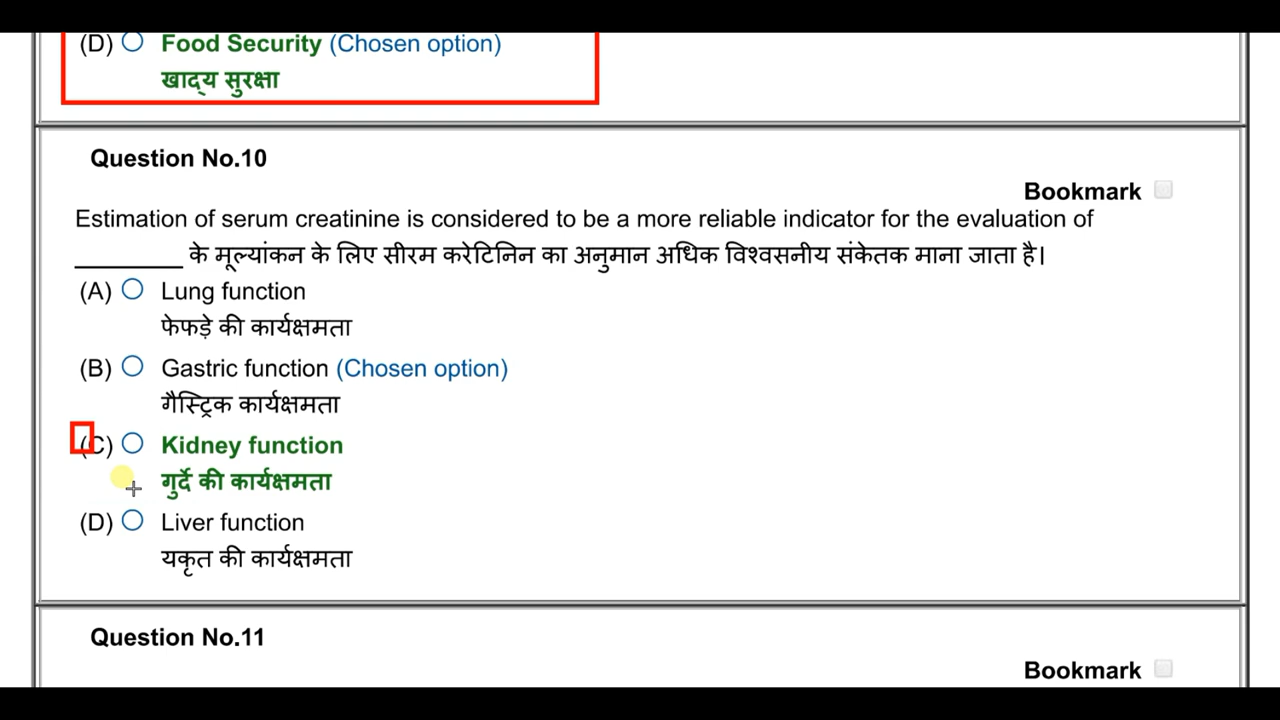 (D) Food Security (Chosen option)
खाद्य सुरक्षा
Question No.10
Bookmark
Estimation of serum creatinine is considered to be a more reliable indicator for the evaluation of
________ के मूल्यांकन के लिए सीरम करेटिनिन का अनुमान अधिक विश्वसनीय संकेतक माना जाता है।
(A) Lung function
फेफड़े की कार्यक्षमता
(B) Gastric function (Chosen option)
गैस्ट्रिक कार्यक्षमता
(C) Kidney function
गुर्दे की कार्यक्षमता
(D) Liver function
यकृत की कार्यक्षमता
Question No.11
Bookmark